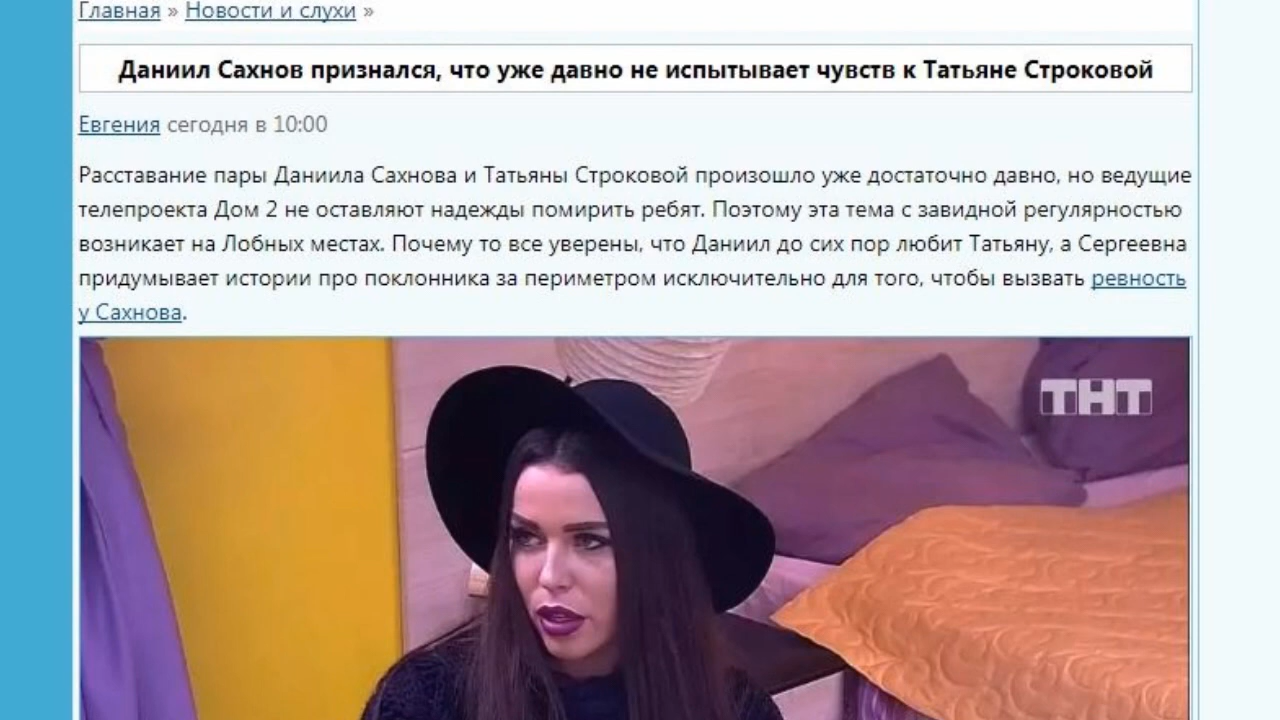 Главная » Новости и слухи »
Даниил Сахнов признался, что уже давно не испытывает чувств к Татьяне Строковой
Евгения сегодня в 10:00
Расставание пары Даниила Сахнова и Татьяны Строковой произошло уже достаточно давно, но ведущие
телепроекта Дом 2 не оставляют надежды помирить ребят. Поэтому эта тема с завидной регулярностью
возникает на Лобных местах. Почему то все уверены, что Даниил до сих пор любит Татьяну, а Сергеевна
придумывает истории про поклонника за периметром исключительно для того, чтобы вызвать ревность
у Сахнова.
ТНТ